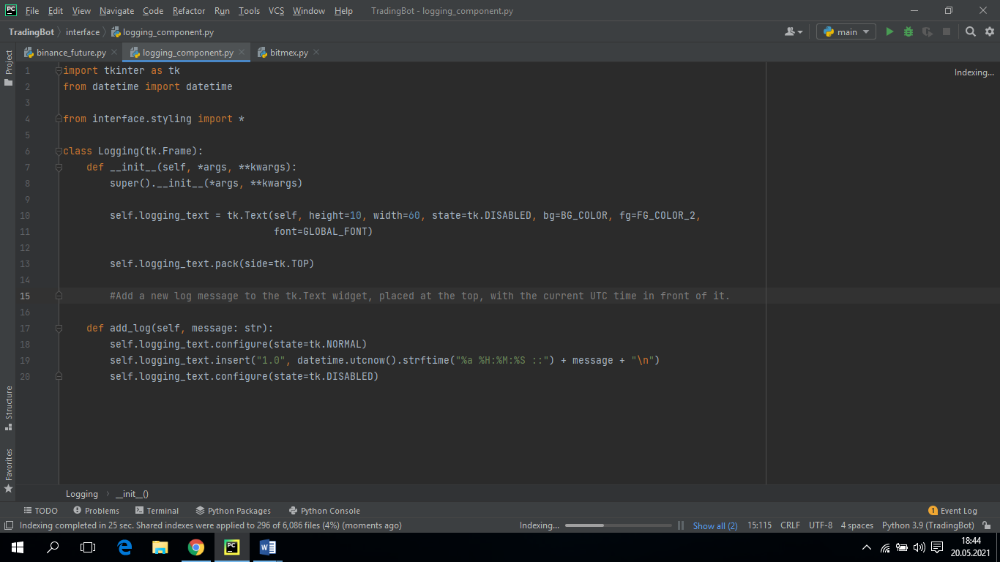 PC File Edit View Navigate Code Refactor Run Tools VCS Window Help TradingBot - logging_component.py
TradingBot interface logging_component.py main
binance_future.py logging_component.py bitmex.py
Project
Structure
Favorites
Indexing...
1 import tkinter as tk
2 from datetime import datetime
3
4 from interface.styling import *
5
6 class Logging(tk.Frame):
7 def __init__(self, *args, **kwargs):
8 super().__init__(*args, **kwargs)
9
10 self.logging_text = tk.Text(self, height=10, width=60, state=tk.DISABLED, bg=BG_COLOR, fg=FG_COLOR_2,
11 font=GLOBAL_FONT)
12
13 self.logging_text.pack(side=tk.TOP)
14
15 #Add a new log message to the tk.Text widget, placed at the top, with the current UTC time in front of it.
16
17 def add_log(self, message: str):
18 self.logging_text.configure(state=tk.NORMAL)
19 self.logging_text.insert("1.0", datetime.utcnow().strftime("%a %H:%M:%S ::") + message + "\n")
20 self.logging_text.configure(state=tk.DISABLED)
Logging __init__()
TODO Problems Terminal Python Packages Python Console 1 Event Log
Indexing completed in 25 sec. Shared indexes were applied to 296 of 6,086 files (4%) (moments ago) Indexing... Show all (2) 15:115 CRLF UTF-8 4 spaces Python 3.9 (TradingBot)
PC W 18:44
20.05.2021